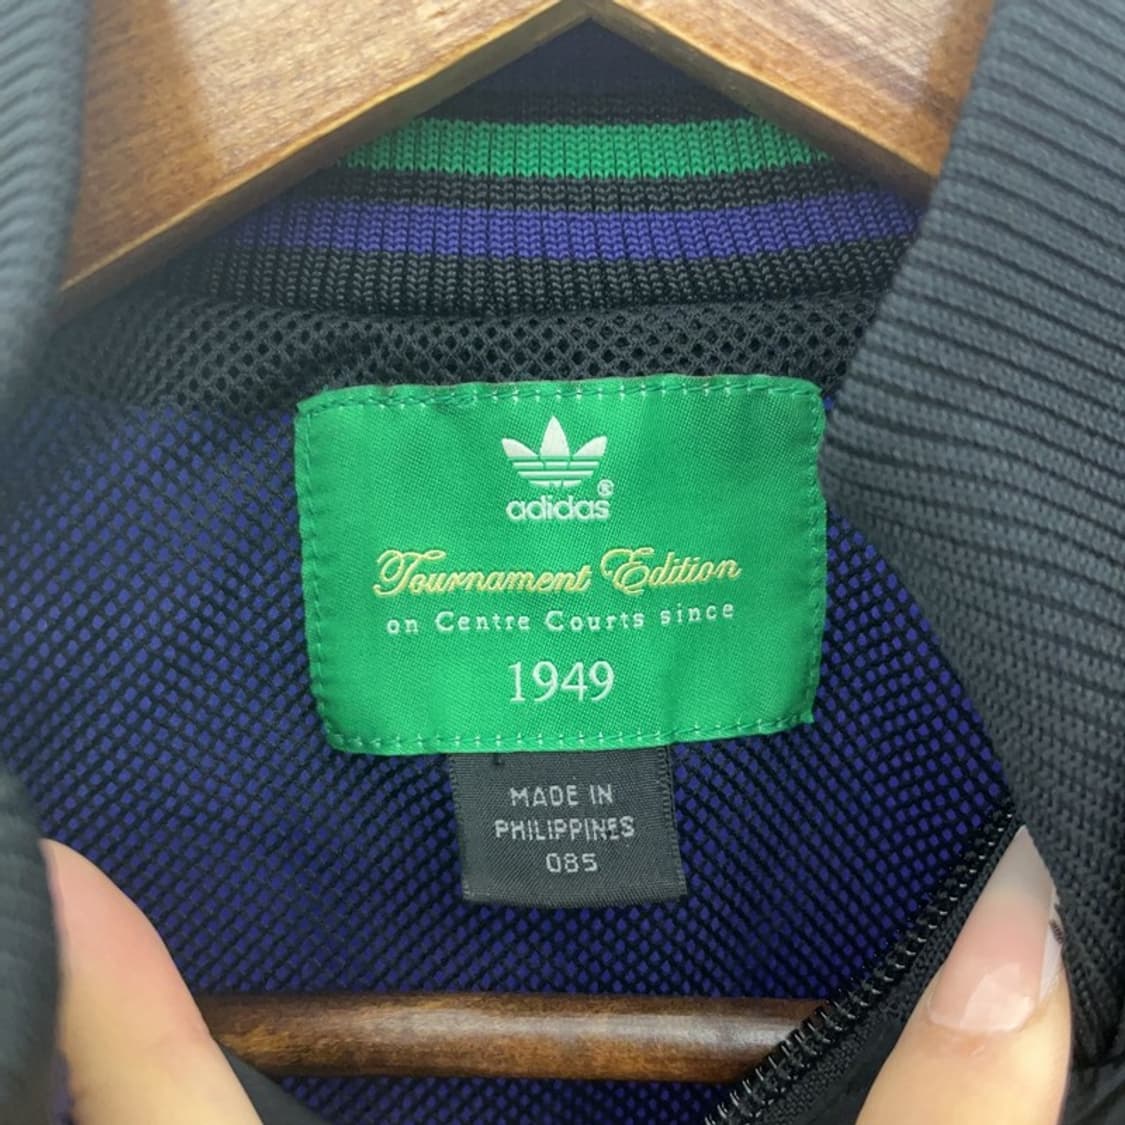 adidas®
Tournament Edition
on Centre Courts since
1949
MADE IN
PHILIPPINES
085